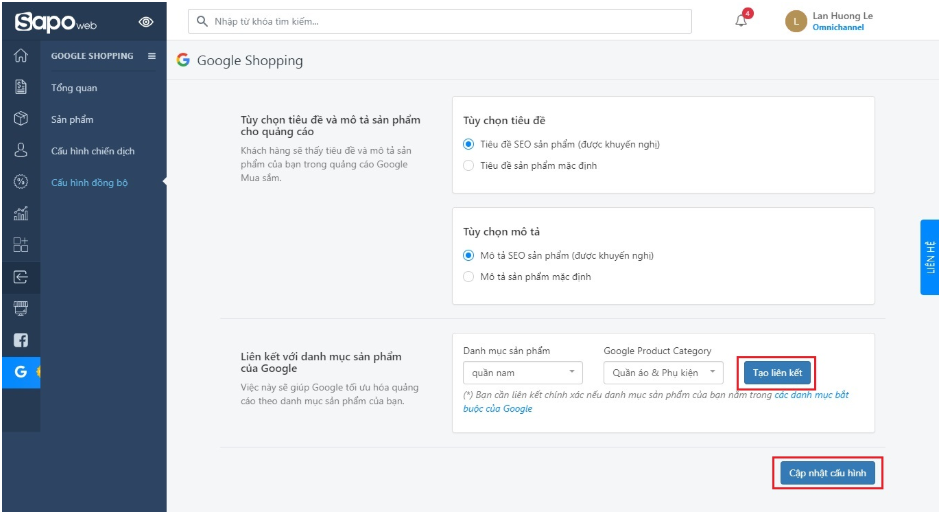 Sapo web
Nhập từ khóa tìm kiếm...
4
L
Lan Huong Le
Omnichannel
GOOGLE SHOPPING
Tổng quan
Sản phẩm
Cấu hình chiến dịch
Cấu hình đồng bộ
G
Google Shopping
Tùy chọn tiêu đề và mô tả sản phẩm
cho quảng cáo
Khách hàng sẽ thấy tiêu đề và mô tả sản
phẩm của bạn trong quảng cáo Google
Mua sắm.
Tùy chọn tiêu đề
Tiêu đề SEO sản phẩm (được khuyến nghị)
Tiêu đề sản phẩm mặc định
Tùy chọn mô tả
Mô tả SEO sản phẩm (được khuyến nghị)
Mô tả sản phẩm mặc định
LIÊN HỆ
Liên kết với danh mục sản phẩm
của Google
Việc này sẽ giúp Google tối ưu hóa quảng
cáo theo danh mục sản phẩm của bạn.
Danh mục sản phẩm
Google Product Category
quần nam
Quần áo & Phụ kiện
Tạo liên kết
(*) Bạn cần liên kết chính xác nếu danh mục sản phẩm của bạn nằm trong các danh mục bắt
buộc của Google
Cập nhật cấu hình